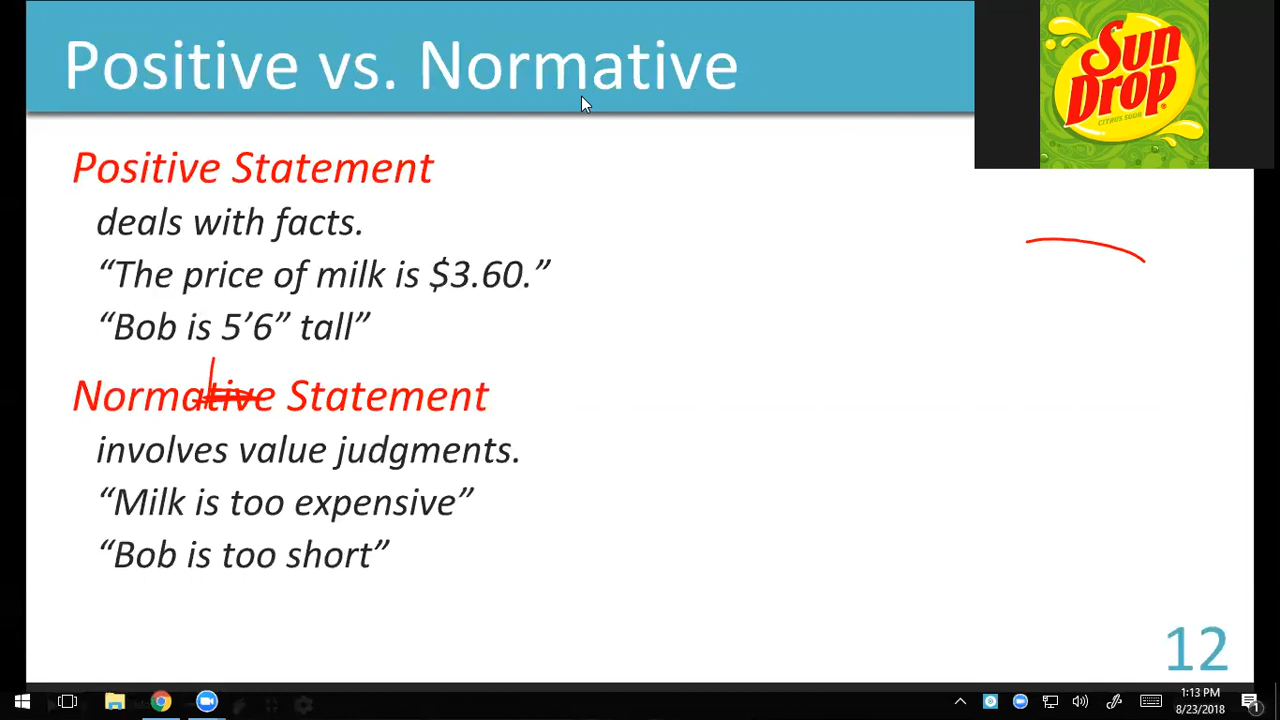 Positive vs. Normative
Sun
Drop
CITRUS SODA
Positive Statement
deals with facts.
“The price of milk is $3.60.”
“Bob is 5’6” tall”
Normative Statement
involves value judgments.
“Milk is too expensive”
“Bob is too short”
12
1:13 PM
8/23/2018
1